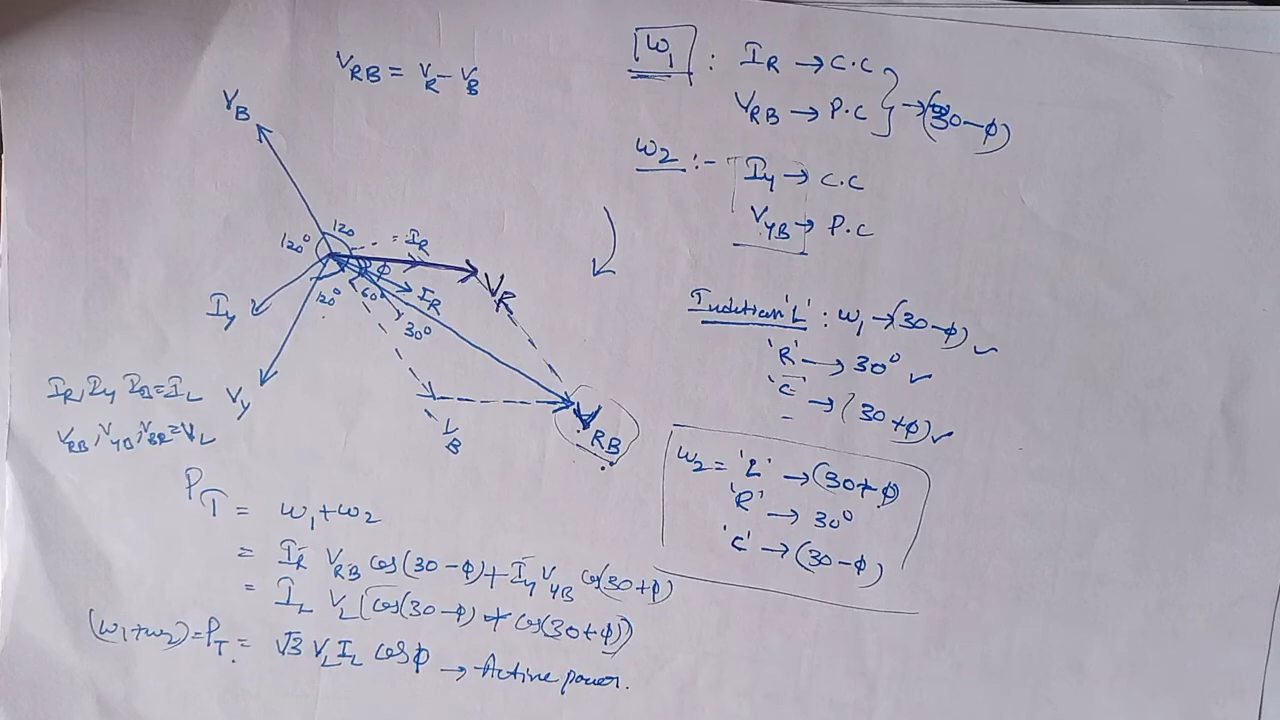 V_RB = V_R - V_B
V_B
120°
120
I_R
ϕ
V_R
I_R
120°
60°
30°
I_y
V_y
V_B
V_RB
I_R, I_y I_B = I_L
V_RB, V_YB, V_BR = V_L
P_T = W1 + W2
= I_R V_RB cos(30-ϕ) + I_y V_YB cos(30+ϕ)
= I_L V_L [cos(30-ϕ) + cos(30+ϕ)]
(W1+W2) = P_T = √3 V_L I_L cosϕ → Active power.
W1 : I_R → C.C
V_RB → P.C } → (30-ϕ)
W2 :- I_y → C.C
V_YB → P.C
'L' : W1 → (30-ϕ) ✓
'R' → 30° ✓
'C' → (30+ϕ) ✓
W2 = 'L' → (30+ϕ)
'R' → 30°
'C' → (30-ϕ)